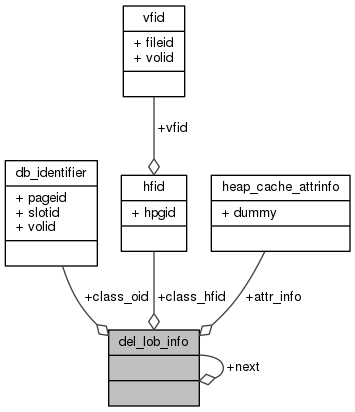 vfid
+ fileid
+ volid
+vfid
db_identifier
+ pageid
+ slotid
+ volid
hfid
+ hpgid
heap_cache_attrinfo
+ dummy
+class_oid
+class_hfid
+attr_info
del_lob_info
+next